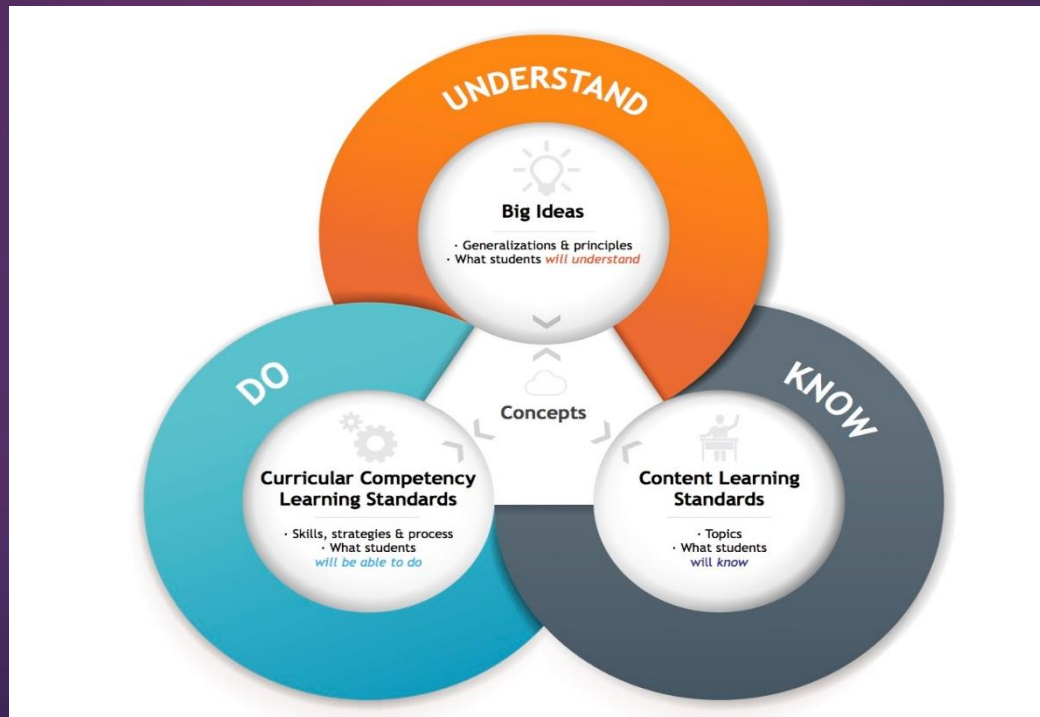 UNDERSTAND
Big Ideas
· Generalizations & principles
· What students will understand
DO
KNOW
Concepts
Curricular Competency
Learning Standards
· Skills, strategies & process
· What students
will be able to do
Content Learning
Standards
· Topics
· What students
will know